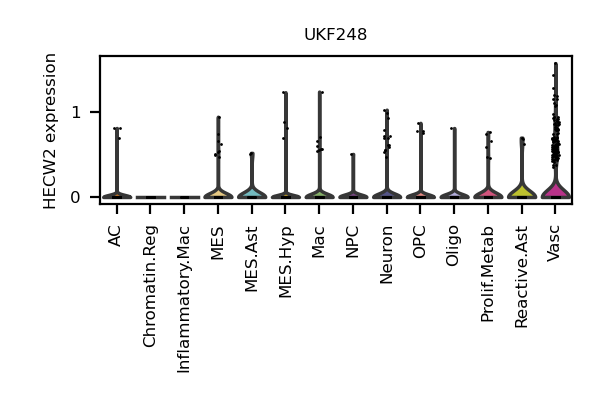 UKF248
HECW2 expression
1
0
AC
Chromatin.Reg
Inflammatory.Mac
MES
MES.Ast
MES.Hyp
Mac
NPC
Neuron
OPC
Oligo
Prolif.Metab
Reactive.Ast
Vasc